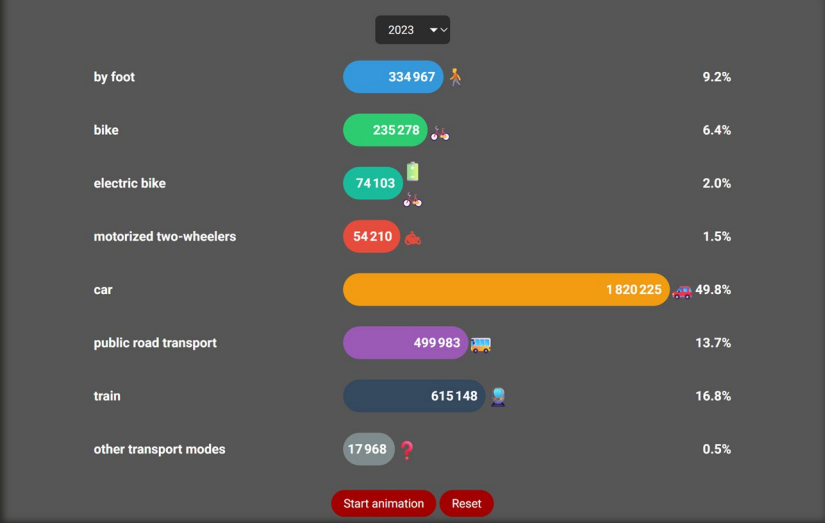 2023
by foot 334 967 9.2%
bike 235 278 6.4%
electric bike 74 103 2.0%
motorized two-wheelers 54 210 1.5%
car 1 820 225 49.8%
public road transport 499 983 13.7%
train 615 148 16.8%
other transport modes 17 968 0.5%
Start animation Reset